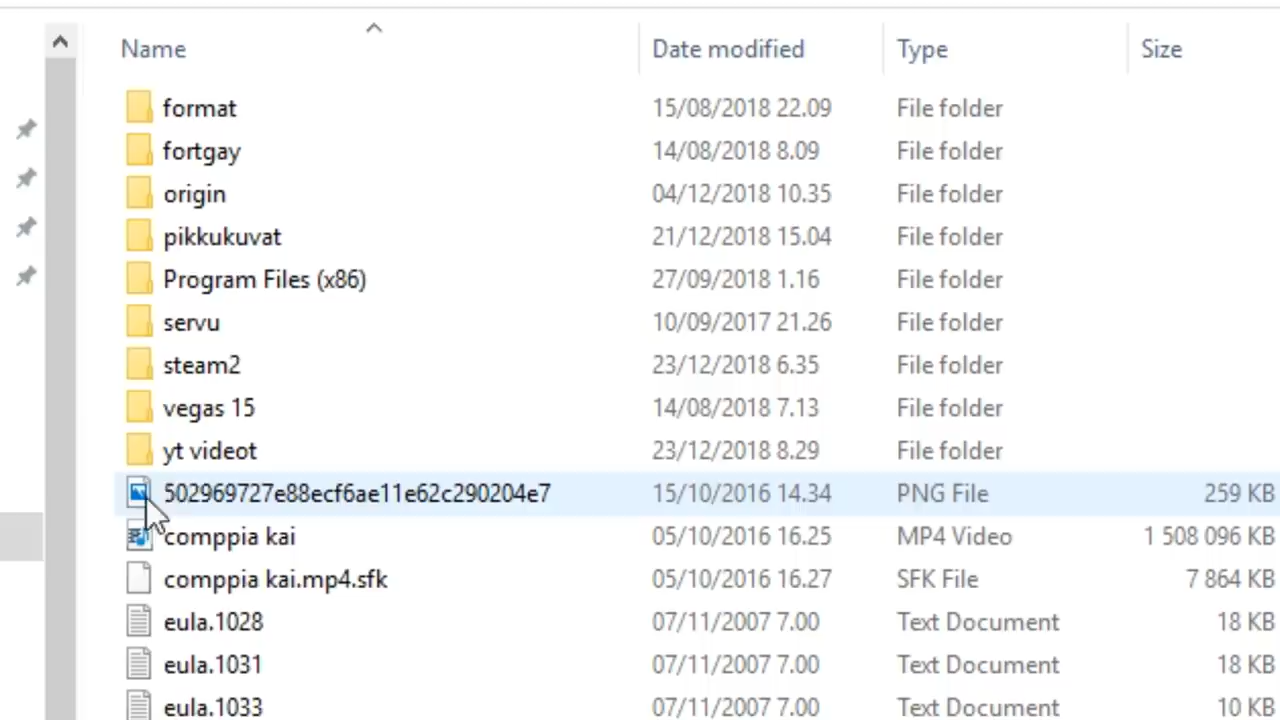 Name Date modified Type Size
format 15/08/2018 22.09 File folder
fortgay 14/08/2018 8.09 File folder
origin 04/12/2018 10.35 File folder
pikkukuvat 21/12/2018 15.04 File folder
Program Files (x86) 27/09/2018 1.16 File folder
servu 10/09/2017 21.26 File folder
steam2 23/12/2018 6.35 File folder
vegas 15 14/08/2018 7.13 File folder
yt videot 23/12/2018 8.29 File folder
502969727e88ecf6ae11e62c290204e7 15/10/2016 14.34 PNG File 259 KB
comppia kai 05/10/2016 16.25 MP4 Video 1 508 096 KB
comppia kai.mp4.sfk 05/10/2016 16.27 SFK File 7 864 KB
eula.1028 07/11/2007 7.00 Text Document 18 KB
eula.1031 07/11/2007 7.00 Text Document 18 KB
eula.1033 07/11/2007 7.00 Text Document 10 KB